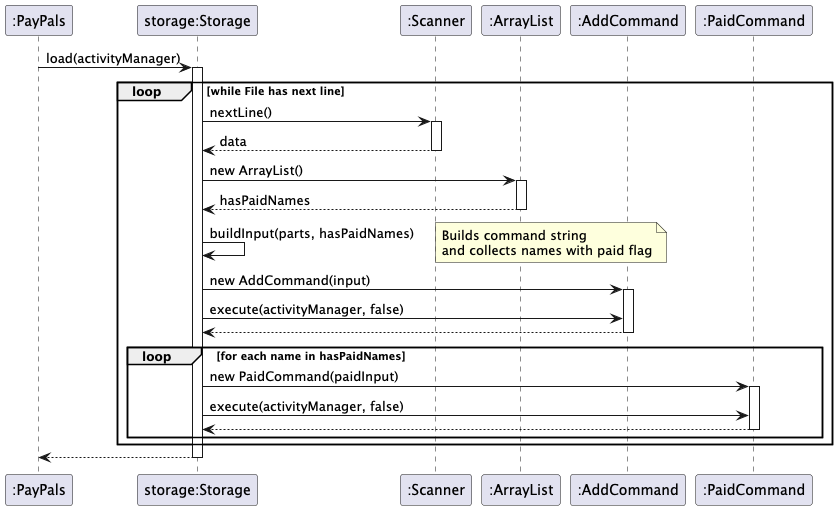 :PayPals
storage:Storage
:Scanner
:ArrayList
:AddCommand
:PaidCommand
load(activityManager)
loop
[while File has next line]
nextLine()
data
new ArrayList()
hasPaidNames
buildInput(parts, hasPaidNames)
Builds command string
and collects names with paid flag
new AddCommand(input)
execute(activityManager, false)
loop
[for each name in hasPaidNames]
new PaidCommand(paidInput)
execute(activityManager, false)
:PayPals
storage:Storage
:Scanner
:ArrayList
:AddCommand
:PaidCommand